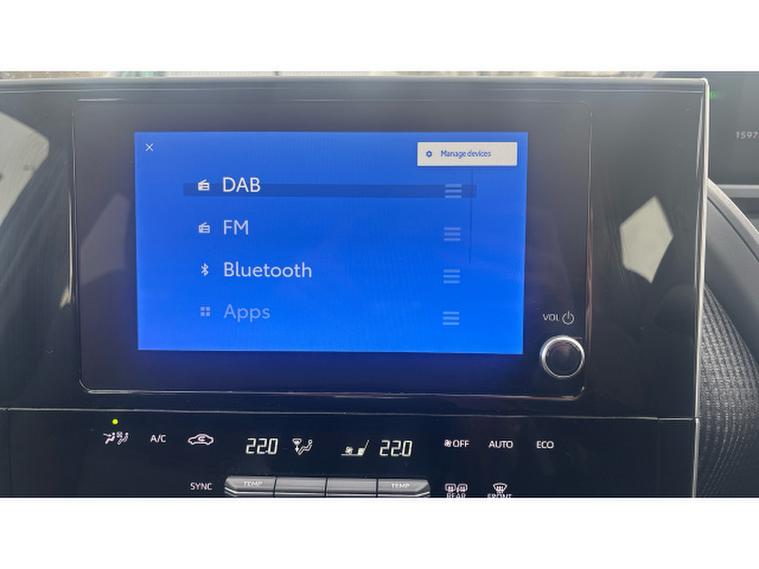 Manage devices
DAB
FM
Bluetooth
Apps
VOL
1597
A/C
22.0
22.0
OFF
AUTO
ECO
SYNC
TEMP
TEMP
REAR
FRONT